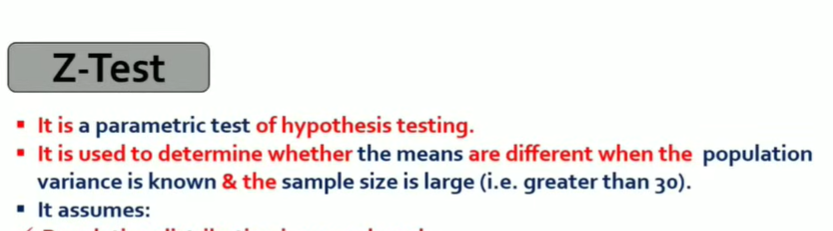 Z-Test
▪ It is a parametric test of hypothesis testing.
▪ It is used to determine whether the means are different when the population
variance is known & the sample size is large (i.e. greater than 30).
▪ It assumes: